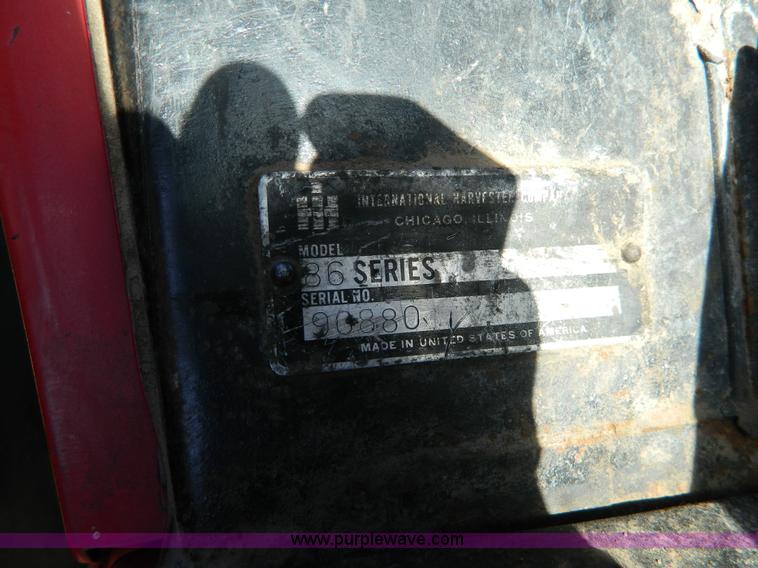 IH
INTERNATIONAL HARVESTER COMPANY
CHICAGO, ILLINOIS
MODEL
86 SERIES
SERIAL NO.
90880
MADE IN UNITED STATES OF AMERICA
www.purplewave.com